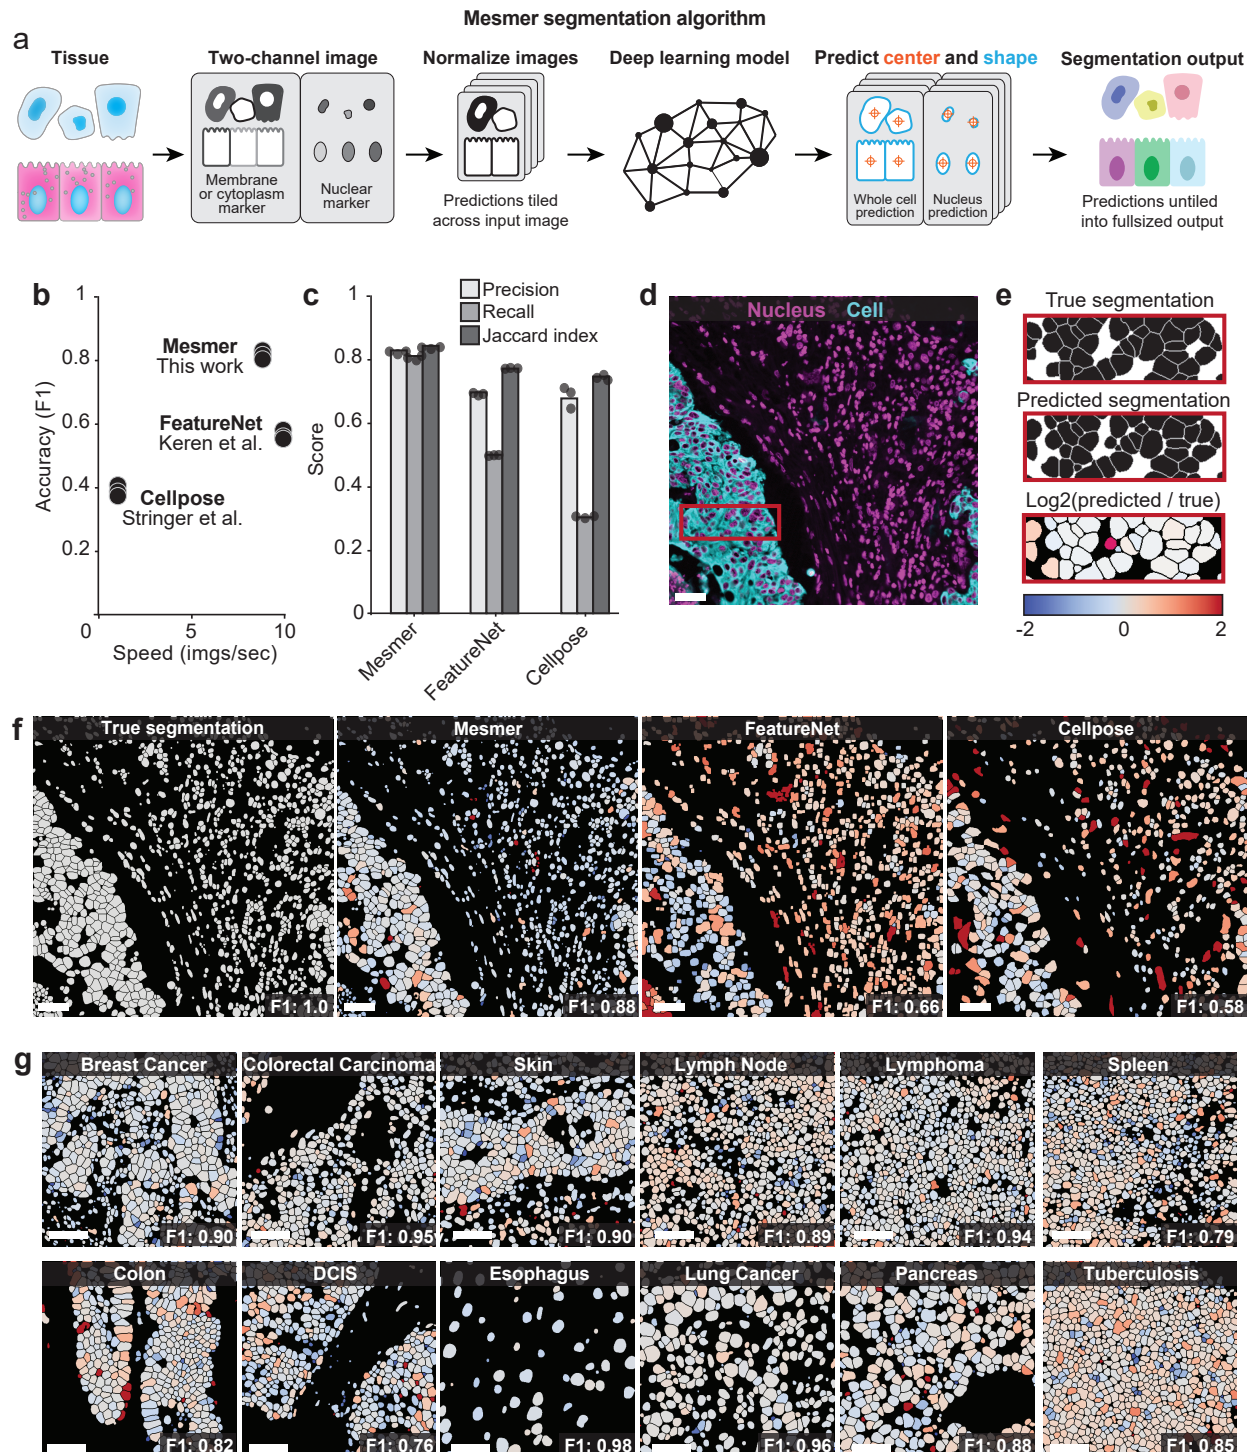 Mesmer segmentation algorithm
a
Tissue
Two-channel image
Normalize images
Deep learning model
Predict center and shape
Segmentation output
Membrane
or cytoplasm
marker
Nuclear
marker
Predictions tiled
across input image
Whole cell
prediction
Nucleus
prediction
Predictions untiled
into fullsized output
b
1
0.8
0.6
0.4
0.2
0
5
10
Accuracy (F1)
Speed (imgs/sec)
Mesmer
This work
FeatureNet
Keren et al.
Cellpose
Stringer et al.
c
Precision
Recall
Jaccard index
1
0.8
0.6
0.4
0.2
0
Score
Mesmer
FeatureNet
Cellpose
d
Nucleus Cell
e
True segmentation
Predicted segmentation
Log2(predicted / true)
-2
0
2
f
True segmentation
Mesmer
FeatureNet
Cellpose
F1: 1.0
F1: 0.88
F1: 0.66
F1: 0.58
g
Breast Cancer
Colorectal Carcinoma
Skin
Lymph Node
Lymphoma
Spleen
F1: 0.90
F1: 0.95
F1: 0.90
F1: 0.89
F1: 0.94
F1: 0.79
Colon
DCIS
Esophagus
Lung Cancer
Pancreas
Tuberculosis
F1: 0.82
F1: 0.76
F1: 0.98
F1: 0.96
F1: 0.88
F1: 0.85